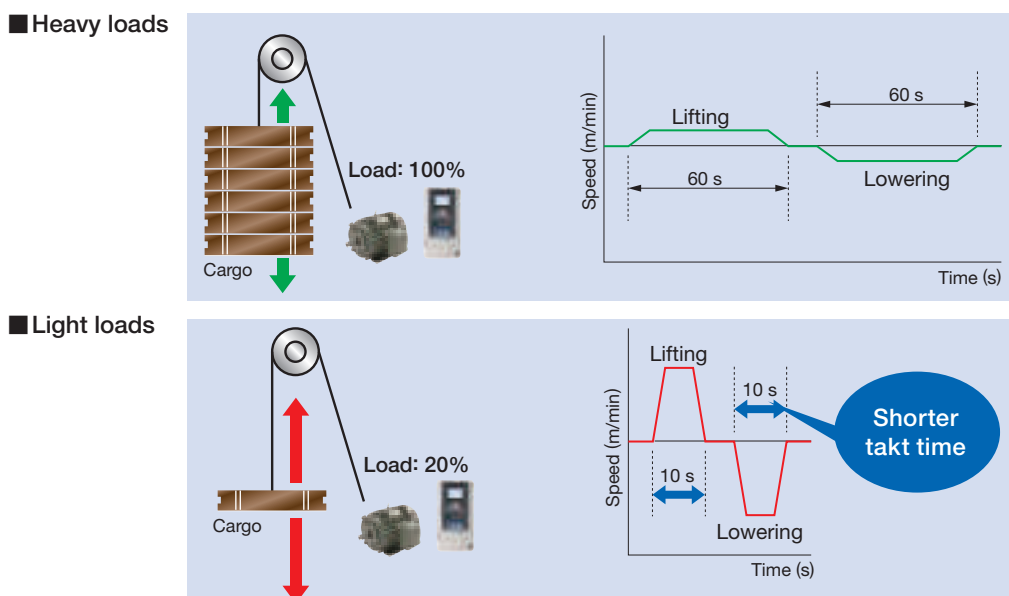 ■ Heavy loads
Load: 100%
Cargo
Speed (m/min)
Lifting
60 s
60 s
Lowering
Time (s)
■ Light loads
Load: 20%
Cargo
Speed (m/min)
Lifting
10 s
10 s
Lowering
Time (s)
Shorter
takt time